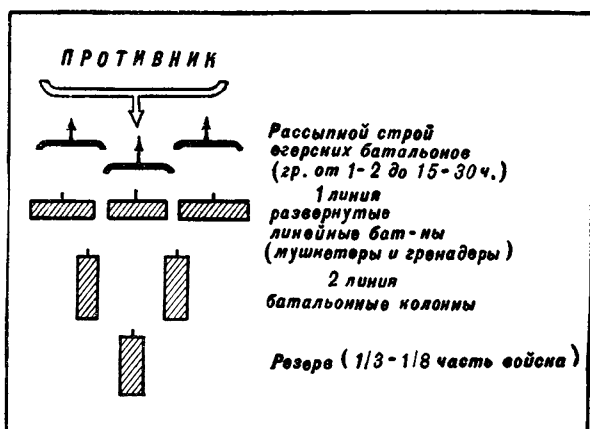 ПРОТИВНИК
Рассыпной строй
егерских батальонов
(гр. от 1-2 до 15-30 ч.)
1 линия
развернутые
линейные бат-ны
(мушкетеры и гренадеры)
2 линия
батальонные колонны
Резерв (1/3-1/8 часть войска)